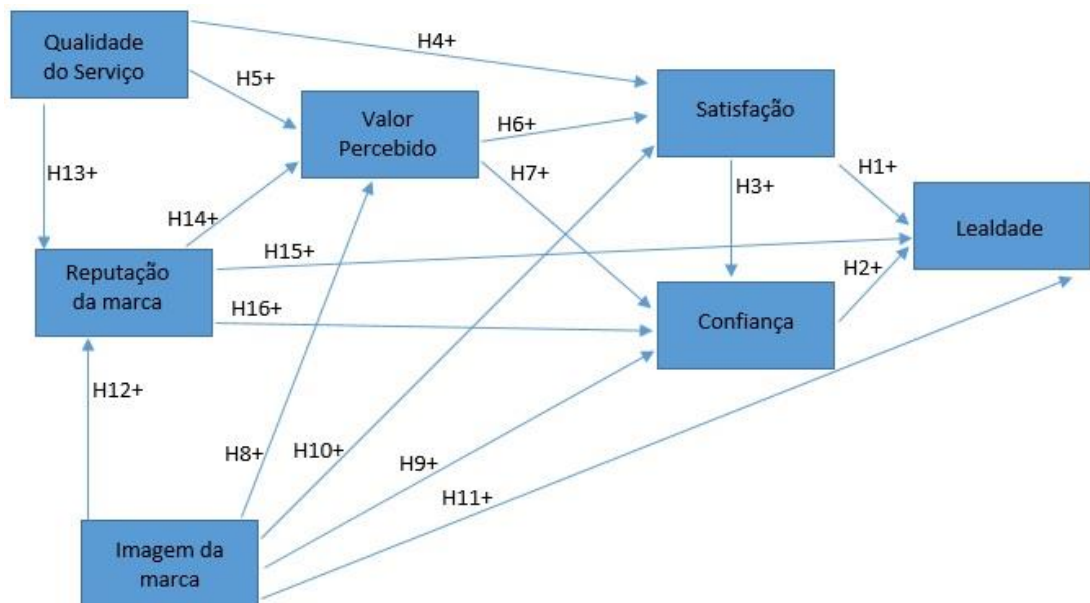 Qualidade
do Serviço
H4+
H5+
Valor
Percebido
H6+
Satisfação
H13+
H14+
H7+
H3+
H1+
Lealdade
Reputação
da marca
H15+
H16+
H2+
Confiança
H12+
H8+
H10+
H9+
H11+
Imagem da
marca